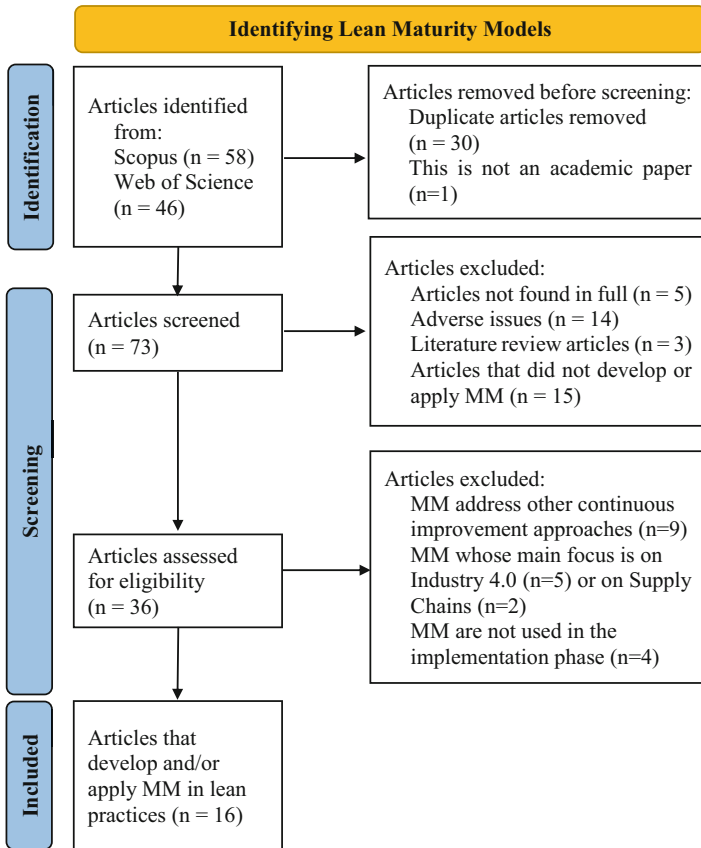 Identifying Lean Maturity Models
Identification
Articles identified
from:
Scopus (n = 58)
Web of Science
(n = 46)
Articles removed before screening:
Duplicate articles removed
(n = 30)
This is not an academic paper
(n=1)
Screening
Articles screened
(n = 73)
Articles excluded:
Articles not found in full (n = 5)
Adverse issues (n = 14)
Literature review articles (n = 3)
Articles that did not develop or
apply MM (n = 15)
Articles assessed
for eligibility
(n = 36)
Articles excluded:
MM address other continuous
improvement approaches (n=9)
MM whose main focus is on
Industry 4.0 (n=5) or on Supply
Chains (n=2)
MM are not used in the
implementation phase (n=4)
Included
Articles that
develop and/or
apply MM in lean
practices (n = 16)